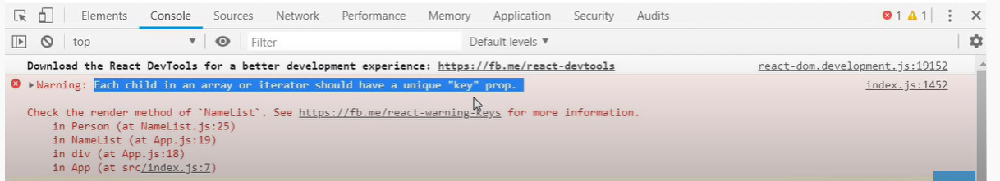 Elements Console Sources Network Performance Memory Application Security Audits 1 1
top Filter Default levels
Download the React DevTools for a better development experience: https://fb.me/react-devtools react-dom.development.js:19152
Warning: Each child in an array or iterator should have a unique "key" prop. index.js:1452
Check the render method of `NameList`. See https://fb.me/react-warning-keys for more information.
in Person (at NameList.js:25)
in NameList (at App.js:19)
in div (at App.js:18)
in App (at src/index.js:7)